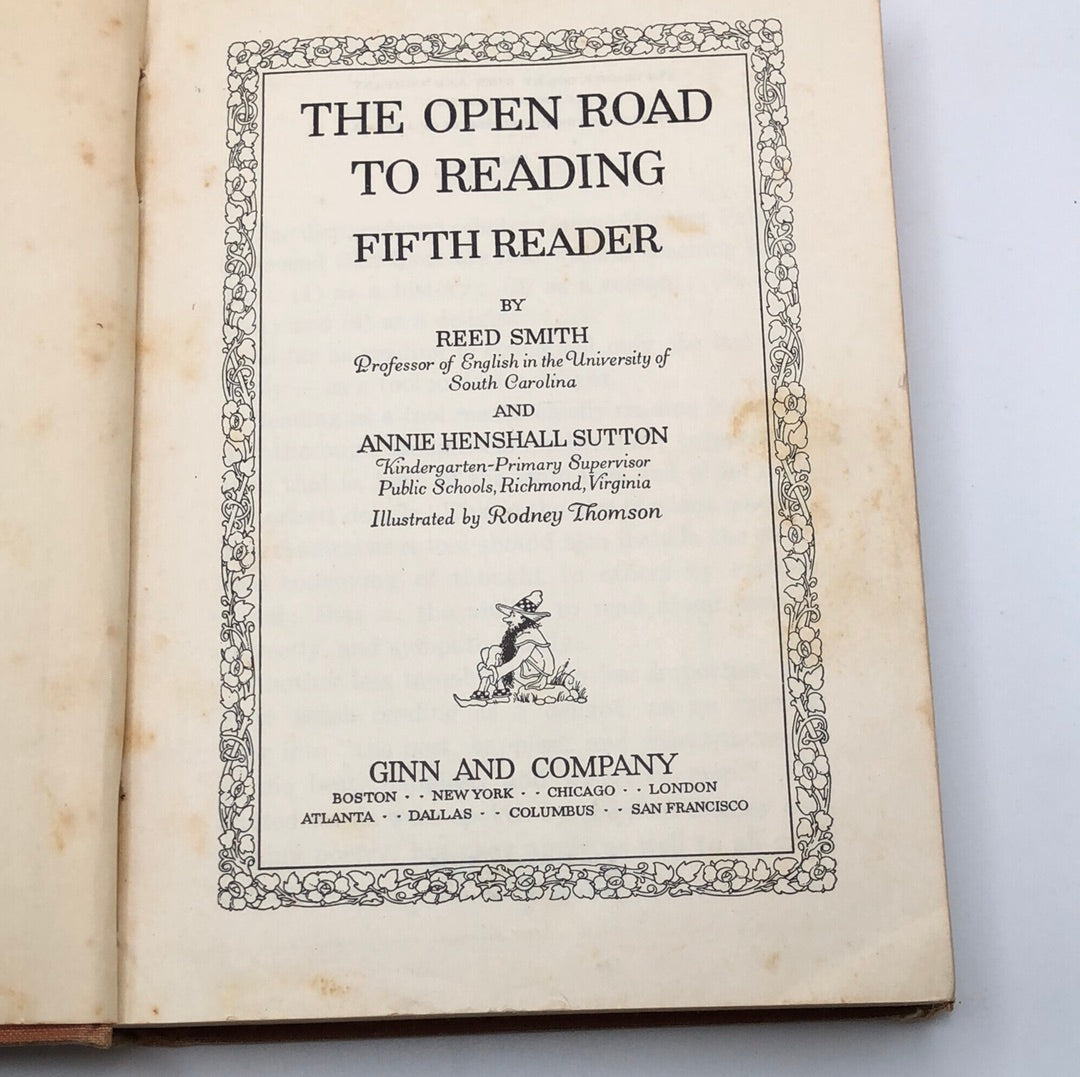 THE OPEN ROAD
TO READING
FIFTH READER
BY
REED SMITH
Professor of English in the University of
South Carolina
AND
ANNIE HENSHALL SUTTON
Kindergarten-Primary Supervisor
Public Schools, Richmond, Virginia
Illustrated by Rodney Thomson
GINN AND COMPANY
BOSTON · · NEW YORK · · CHICAGO · · LONDON
ATLANTA · · DALLAS · · COLUMBUS · · SAN FRANCISCO